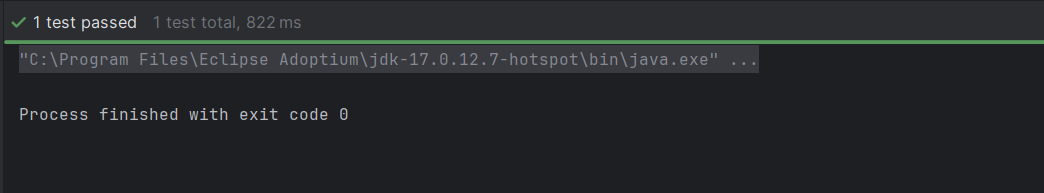 1 test passed 1 test total, 822 ms
"C:\Program Files\Eclipse Adoptium\jdk-17.0.12.7-hotspot\bin\java.exe" ...
Process finished with exit code 0